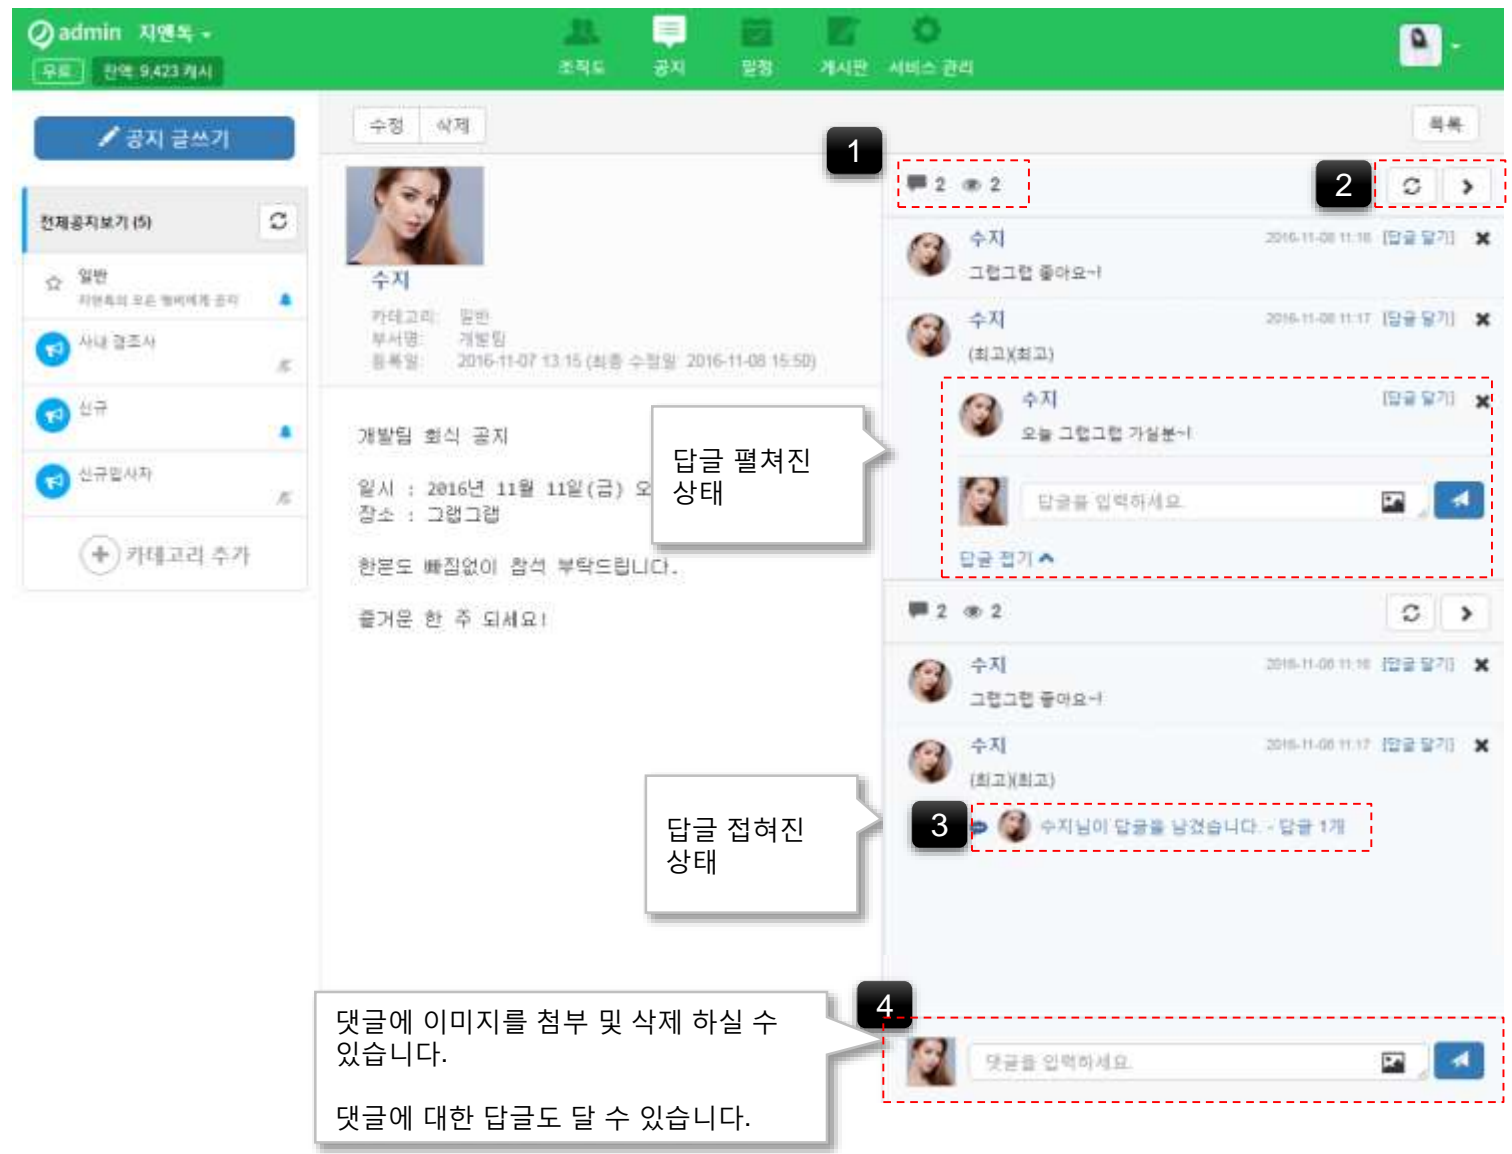 admin 지앤톡
무료 잔액 9,423 캐시
조직도 공지 일정 게시판 서비스 관리
공지 글쓰기
수정 삭제
목록
전체공지보기 (5)
일반
지앤톡의 모든 멤버에게 공지
사내 경조사
신규
신규입사자
카테고리 추가
수지
카테고리: 일반
부서명: 개발팀
등록일: 2016-11-07 13:15 (최종 수정일 2016-11-08 15:50)
개발팀 회식 공지
일시 : 2016년 11월 11일(금) 오
장소 : 그랩그랩
한분도 빠짐없이 참석 부탁드립니다.
즐거운 한 주 되세요!
1
2 2
2
수지 2016-11-08 11:16 [답글 달기]
그랩그랩 좋아요~!
수지 2016-11-08 11:17 [답글 달기]
(최고)(최고)
수지 [답글 달기]
오늘 그랩그랩 가실분~!
답글을 입력하세요.
답글 접기
답글 펼쳐진
상태
2 2
수지 2016-11-08 11:16 [답글 달기]
그랩그랩 좋아요~!
수지 2016-11-08 11:17 [답글 달기]
(최고)(최고)
3
수지님이 답글을 남겼습니다. - 답글 1개
답글 접혀진
상태
4
댓글을 입력하세요.
댓글에 이미지를 첨부 및 삭제 하실 수
있습니다.
댓글에 대한 답글도 달 수 있습니다.